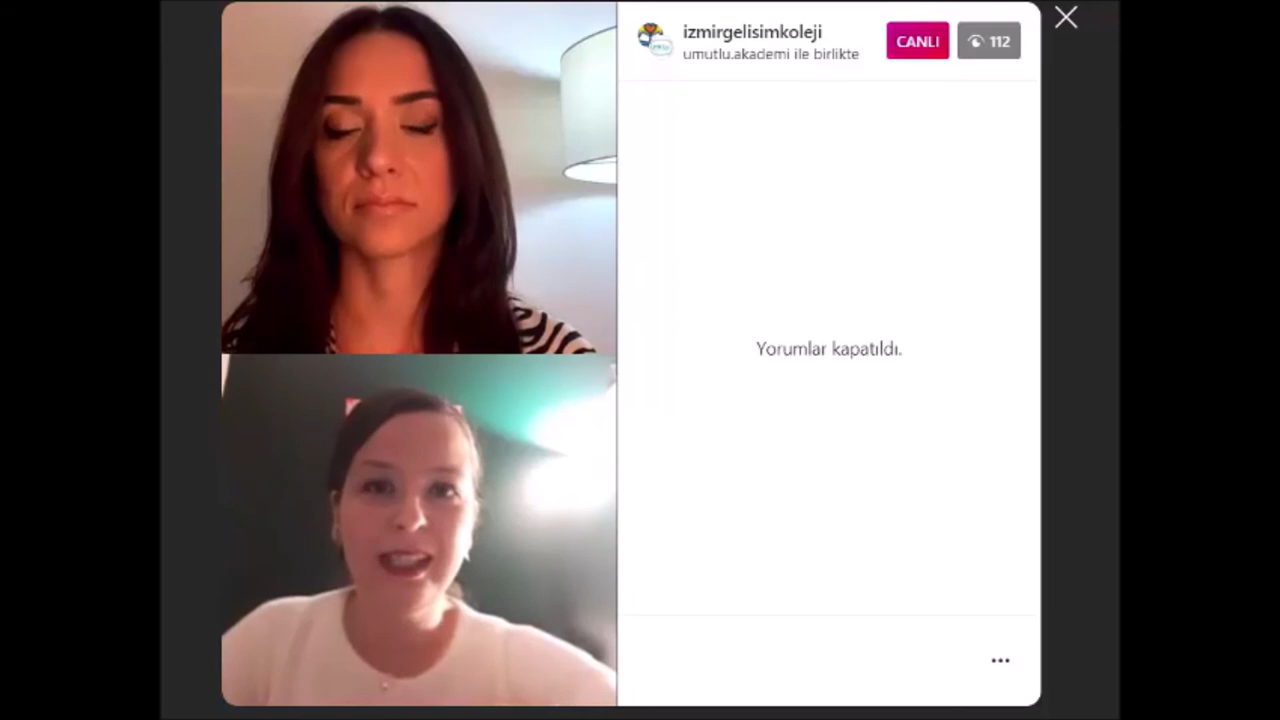 izmirgelisimkoleji
umutlu.akademi ile birlikte
CANLI
112
Yorumlar kapatıldı.